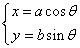 x = a cos θ
y = b sin θ